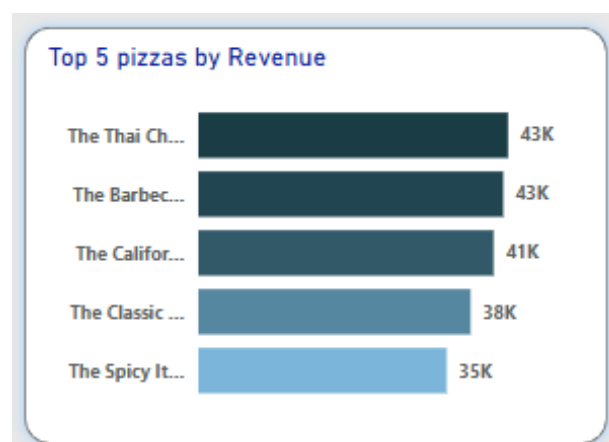 Top 5 pizzas by Revenue
The Thai Ch... 43K
The Barbec... 43K
The Califor... 41K
The Classic ... 38K
The Spicy It... 35K